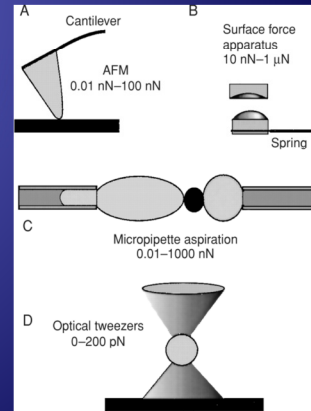 A
Cantilever
AFM
0.01 nN–100 nN
B
Surface force
apparatus
10 nN–1 μN
Spring
C
Micropipette aspiration
0.01–1000 nN
D
Optical tweezers
0–200 pN